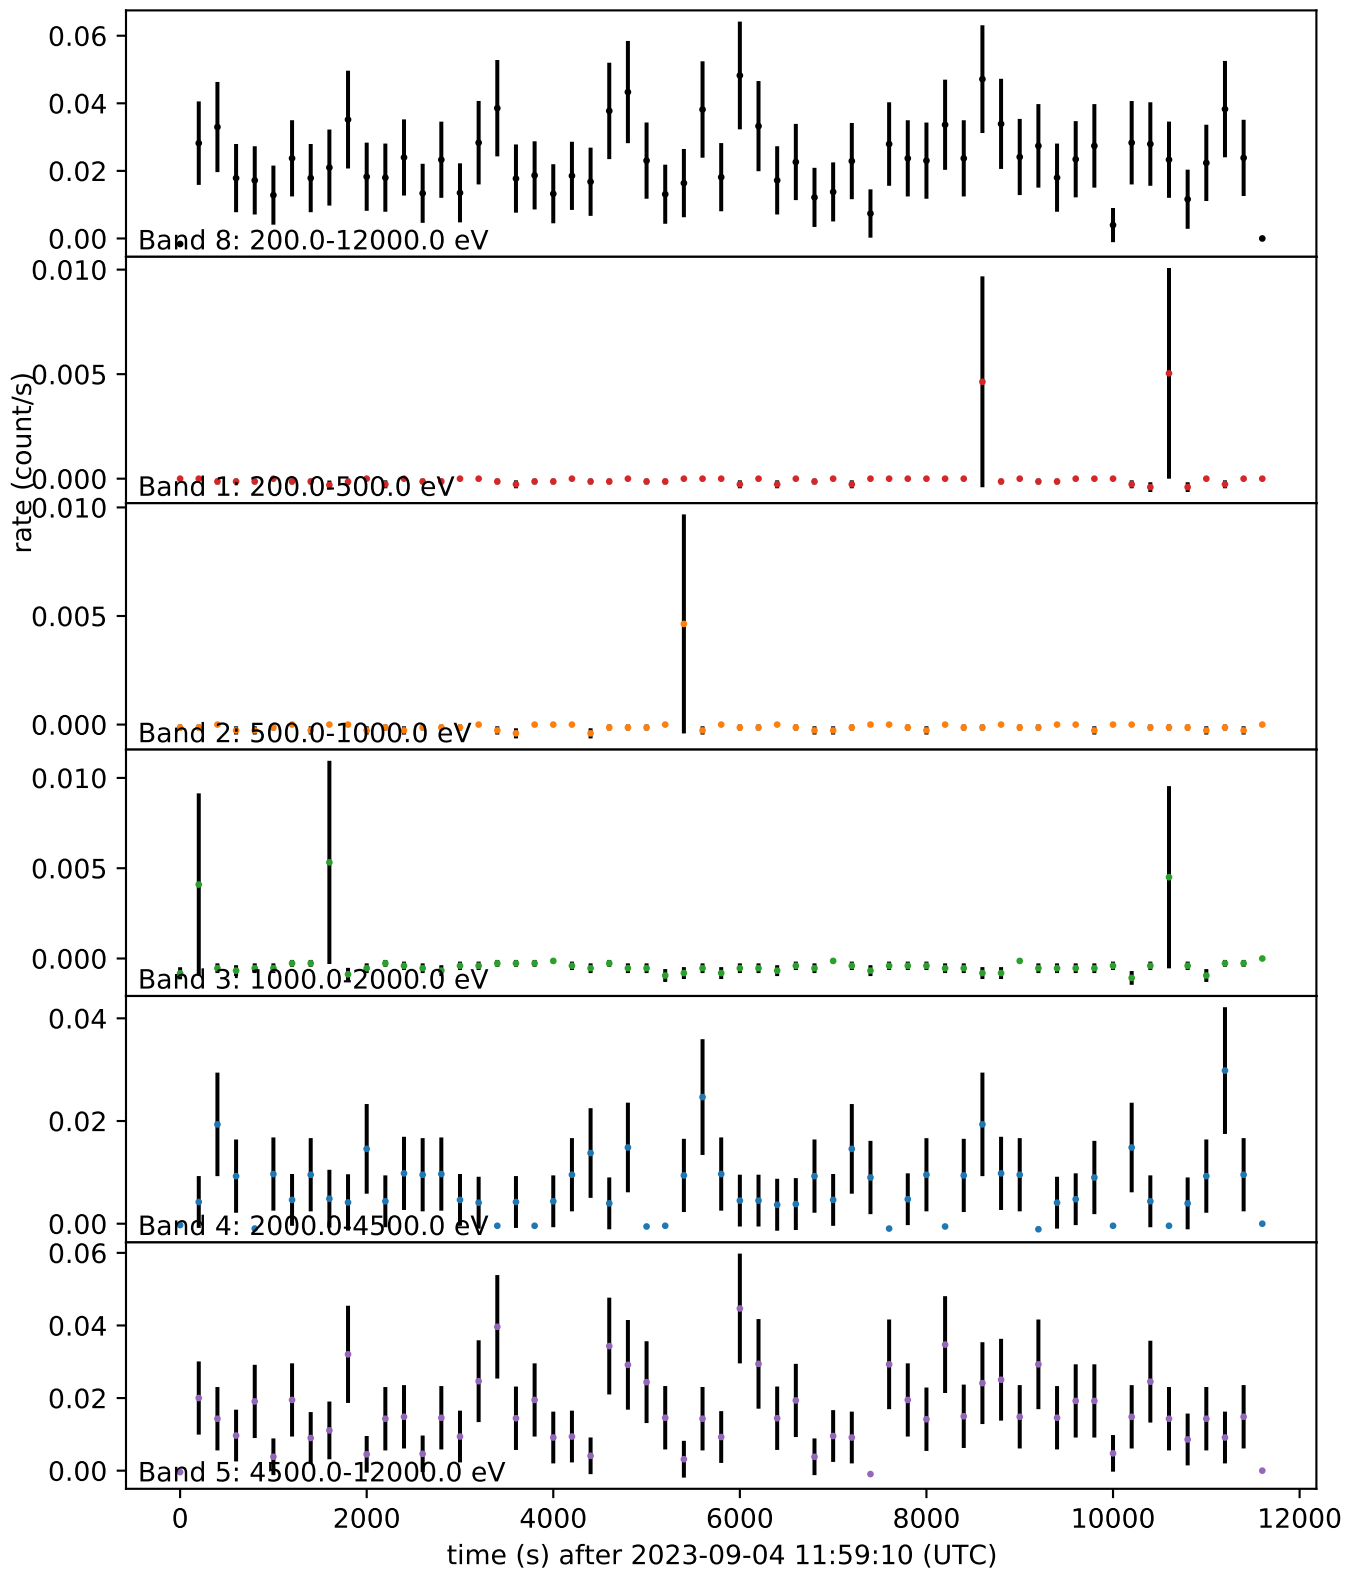 0.06
0.04
0.02
0.00
Band 8: 200.0-12000.0 eV
0.010
0.005
0.000
Band 1: 200.0-500.0 eV
rate (count/s)
0.010
0.005
0.000
Band 2: 500.0-1000.0 eV
0.010
0.005
0.000
Band 3: 1000.0-2000.0 eV
0.04
0.02
0.00
Band 4: 2000.0-4500.0 eV
0.06
0.04
0.02
0.00
Band 5: 4500.0-12000.0 eV
0 2000 4000 6000 8000 10000 12000
time (s) after 2023-09-04 11:59:10 (UTC)